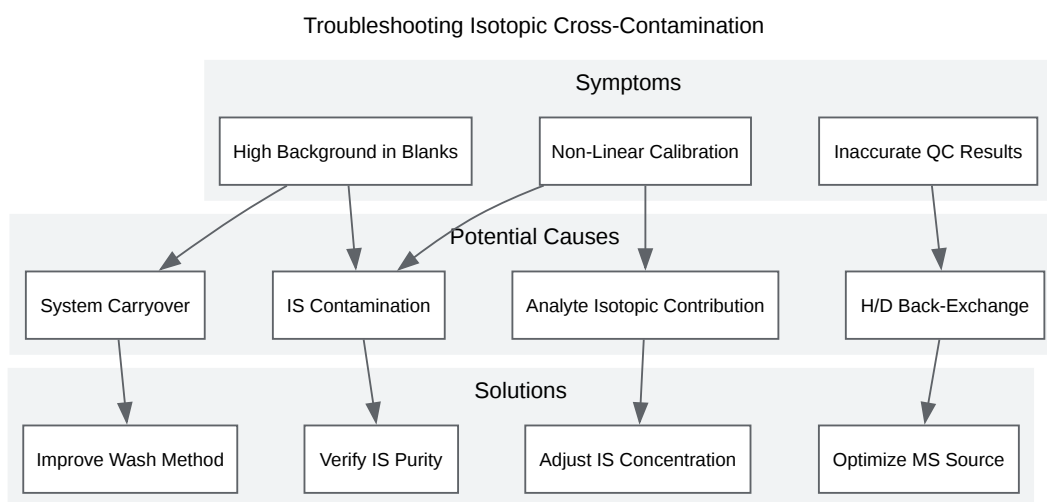 Troubleshooting Isotopic Cross-Contamination
Symptoms
High Background in Blanks
Non-Linear Calibration
Inaccurate QC Results
Potential Causes
System Carryover
IS Contamination
Analyte Isotopic Contribution
H/D Back-Exchange
Solutions
Improve Wash Method
Verify IS Purity
Adjust IS Concentration
Optimize MS Source